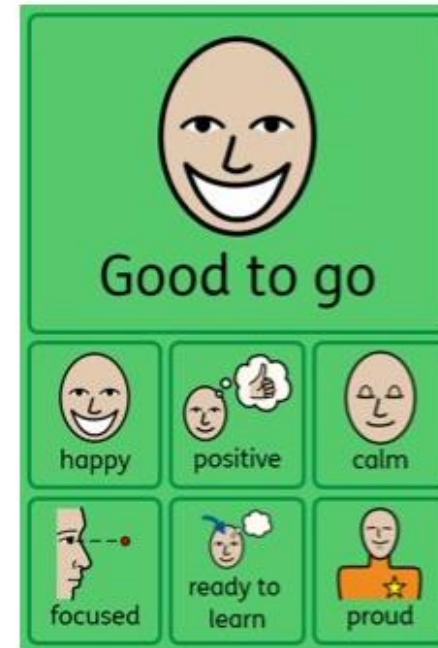 Good to go
happy
positive
calm
focused
ready to
learn
proud